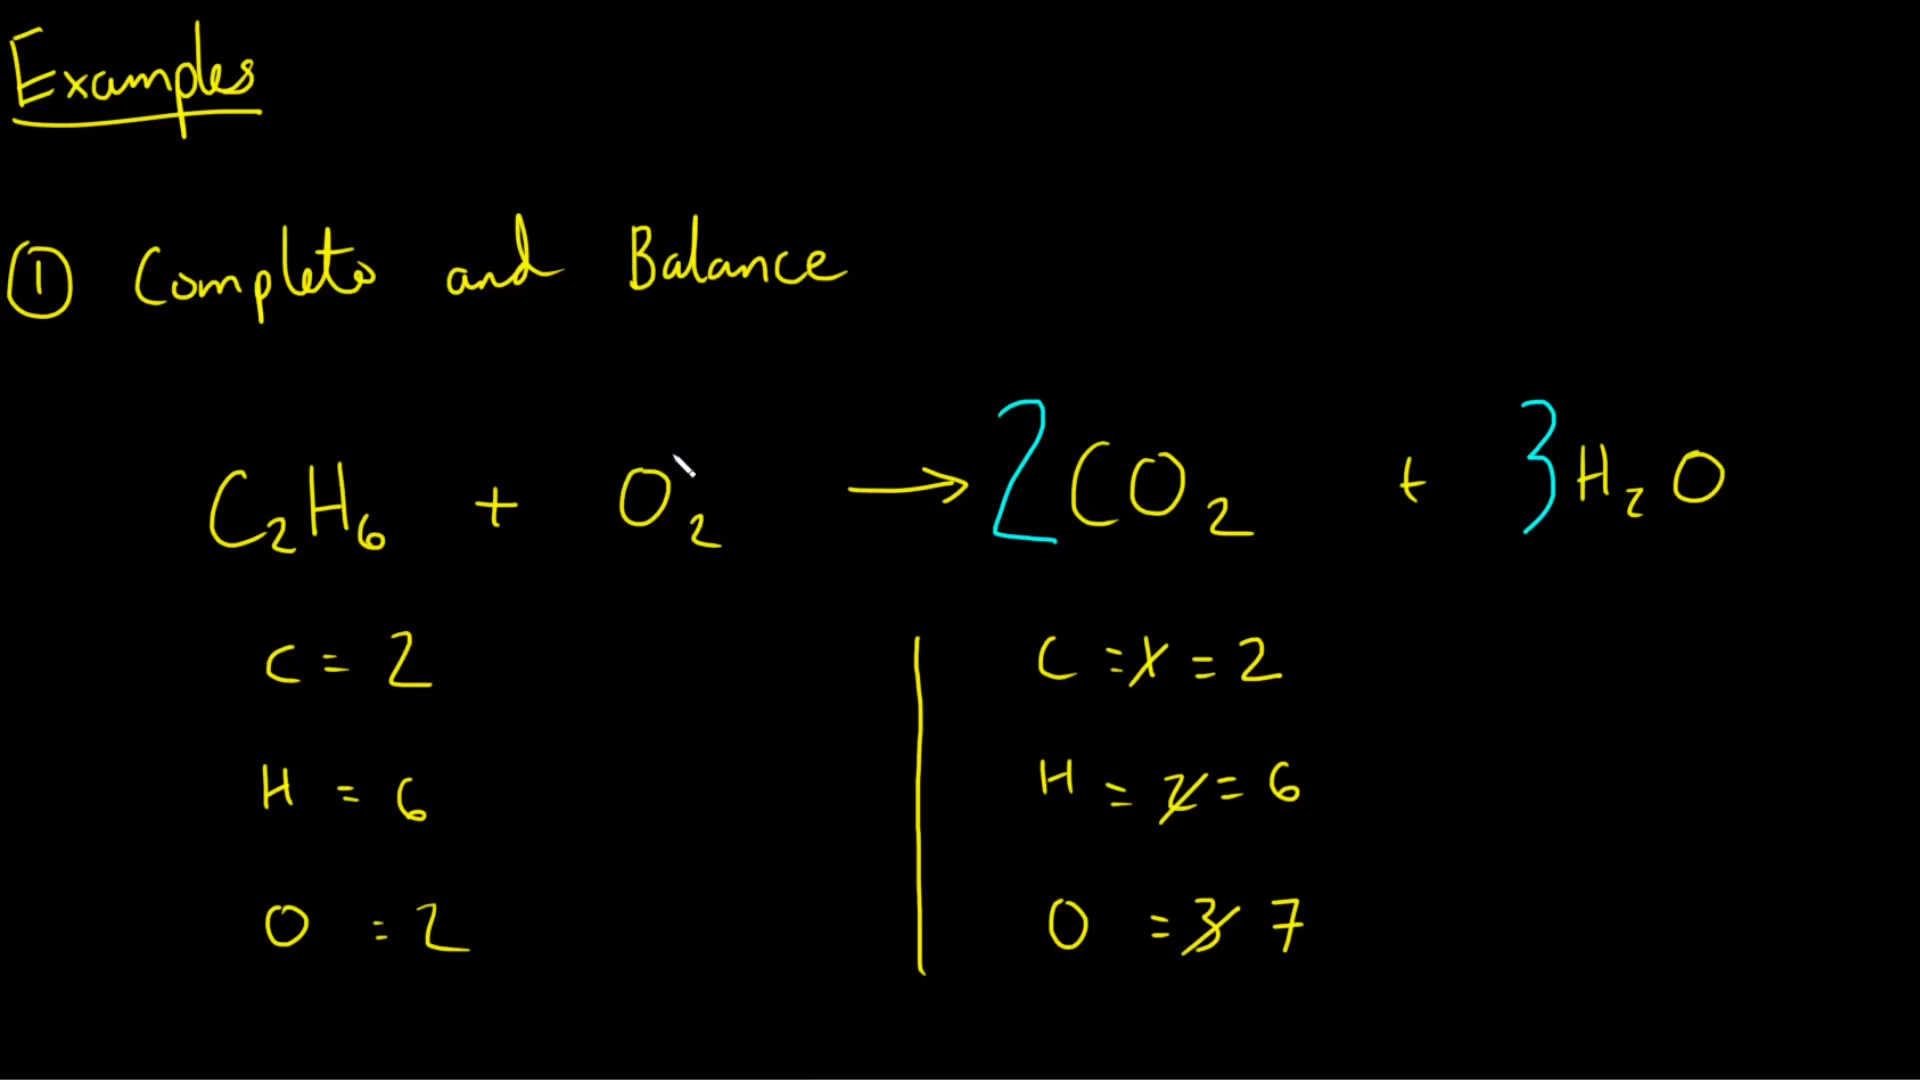 Examples
① Complete and Balance
C₂H₆ + O₂ → 2CO₂ + 3H₂O
C = 2
H = 6
O = 2
C = 1 = 2
H = 2 = 6
O = 3 7